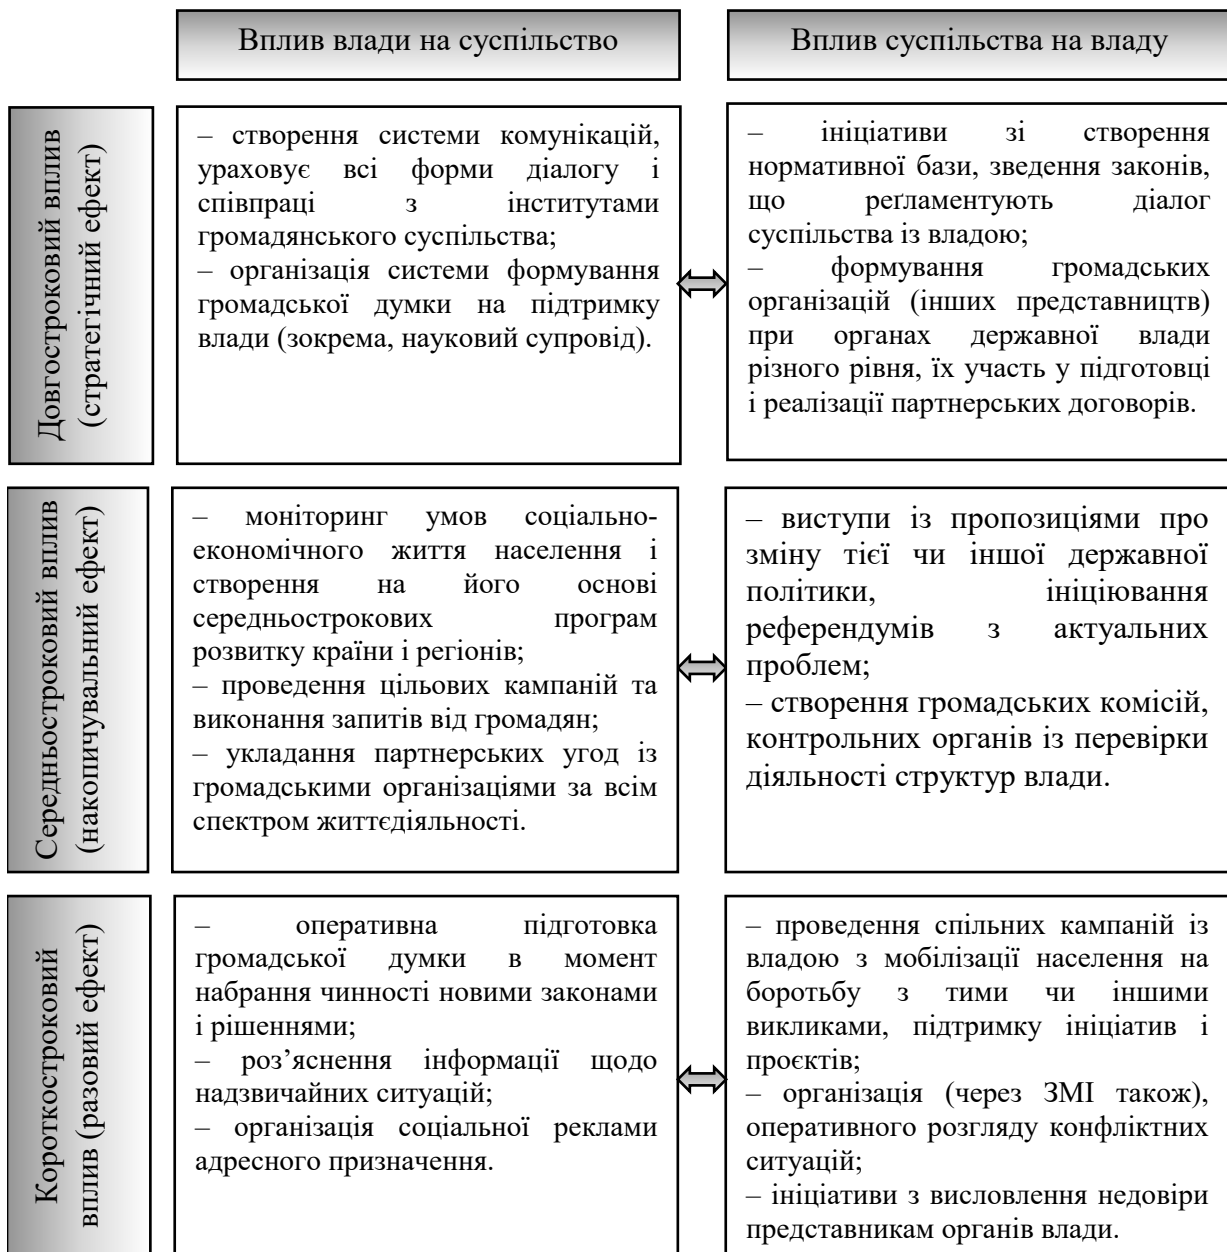 Вплив влади на суспільство
Вплив суспільства на владу
Довгостроковий вплив
(стратегічний ефект)
– створення системи комунікацій,
ураховує всі форми діалогу і
співпраці з інститутами
громадянського суспільства;
– організація системи формування
громадської думки на підтримку
влади (зокрема, науковий супровід).
– ініціативи зі створення
нормативної бази, зведення законів,
що реґламентують діалог
суспільства із владою;
– формування громадських
організацій (інших представництв)
при органах державної влади
різного рівня, їх участь у підготовці
і реалізації партнерських договорів.
Середньостроковий вплив
(накопичувальний ефект)
– моніторинг умов соціально-
економічного життя населення і
створення на його основі
середньострокових програм
розвитку країни і регіонів;
– проведення цільових кампаній та
виконання запитів від громадян;
– укладання партнерських угод із
громадськими організаціями за всім
спектром життєдіяльності.
– виступи із пропозиціями про
зміну тієї чи іншої державної
політики, ініціювання
референдумів з актуальних
проблем;
– створення громадських комісій,
контрольних органів із перевірки
діяльності структур влади.
Короткостроковий
вплив (разовий ефект)
– оперативна підготовка
громадської думки в момент
набрання чинності новими законами
і рішеннями;
– роз’яснення інформації щодо
надзвичайних ситуацій;
– організація соціальної реклами
адресного призначення.
– проведення спільних кампаній із
владою з мобілізації населення на
боротьбу з тими чи іншими
викликами, підтримку ініціатив і
проєктів;
– організація (через ЗМІ також),
оперативного розгляду конфліктних
ситуацій;
– ініціативи з висловлення недовіри
представникам органів влади.